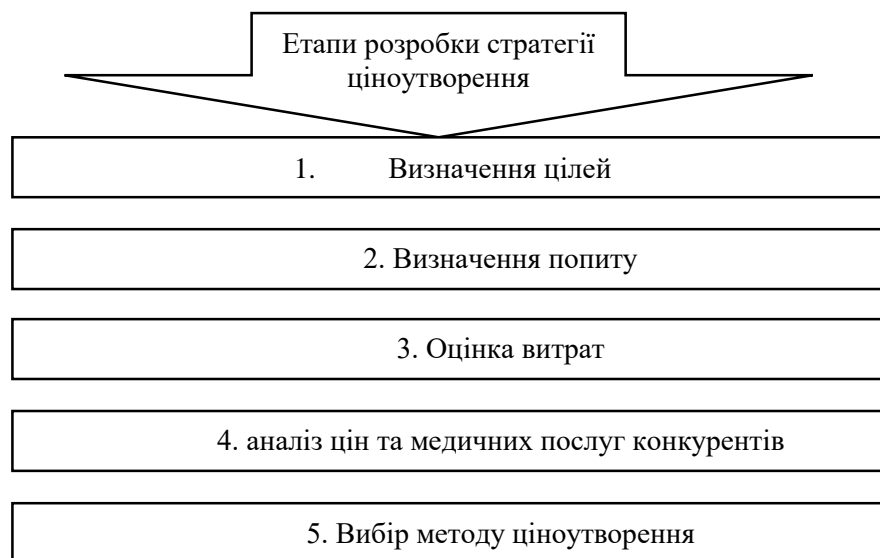 Етапи розробки стратегії
ціноутворення
1. Визначення цілей
2. Визначення попиту
3. Оцінка витрат
4. аналіз цін та медичних послуг конкурентів
5. Вибір методу ціноутворення